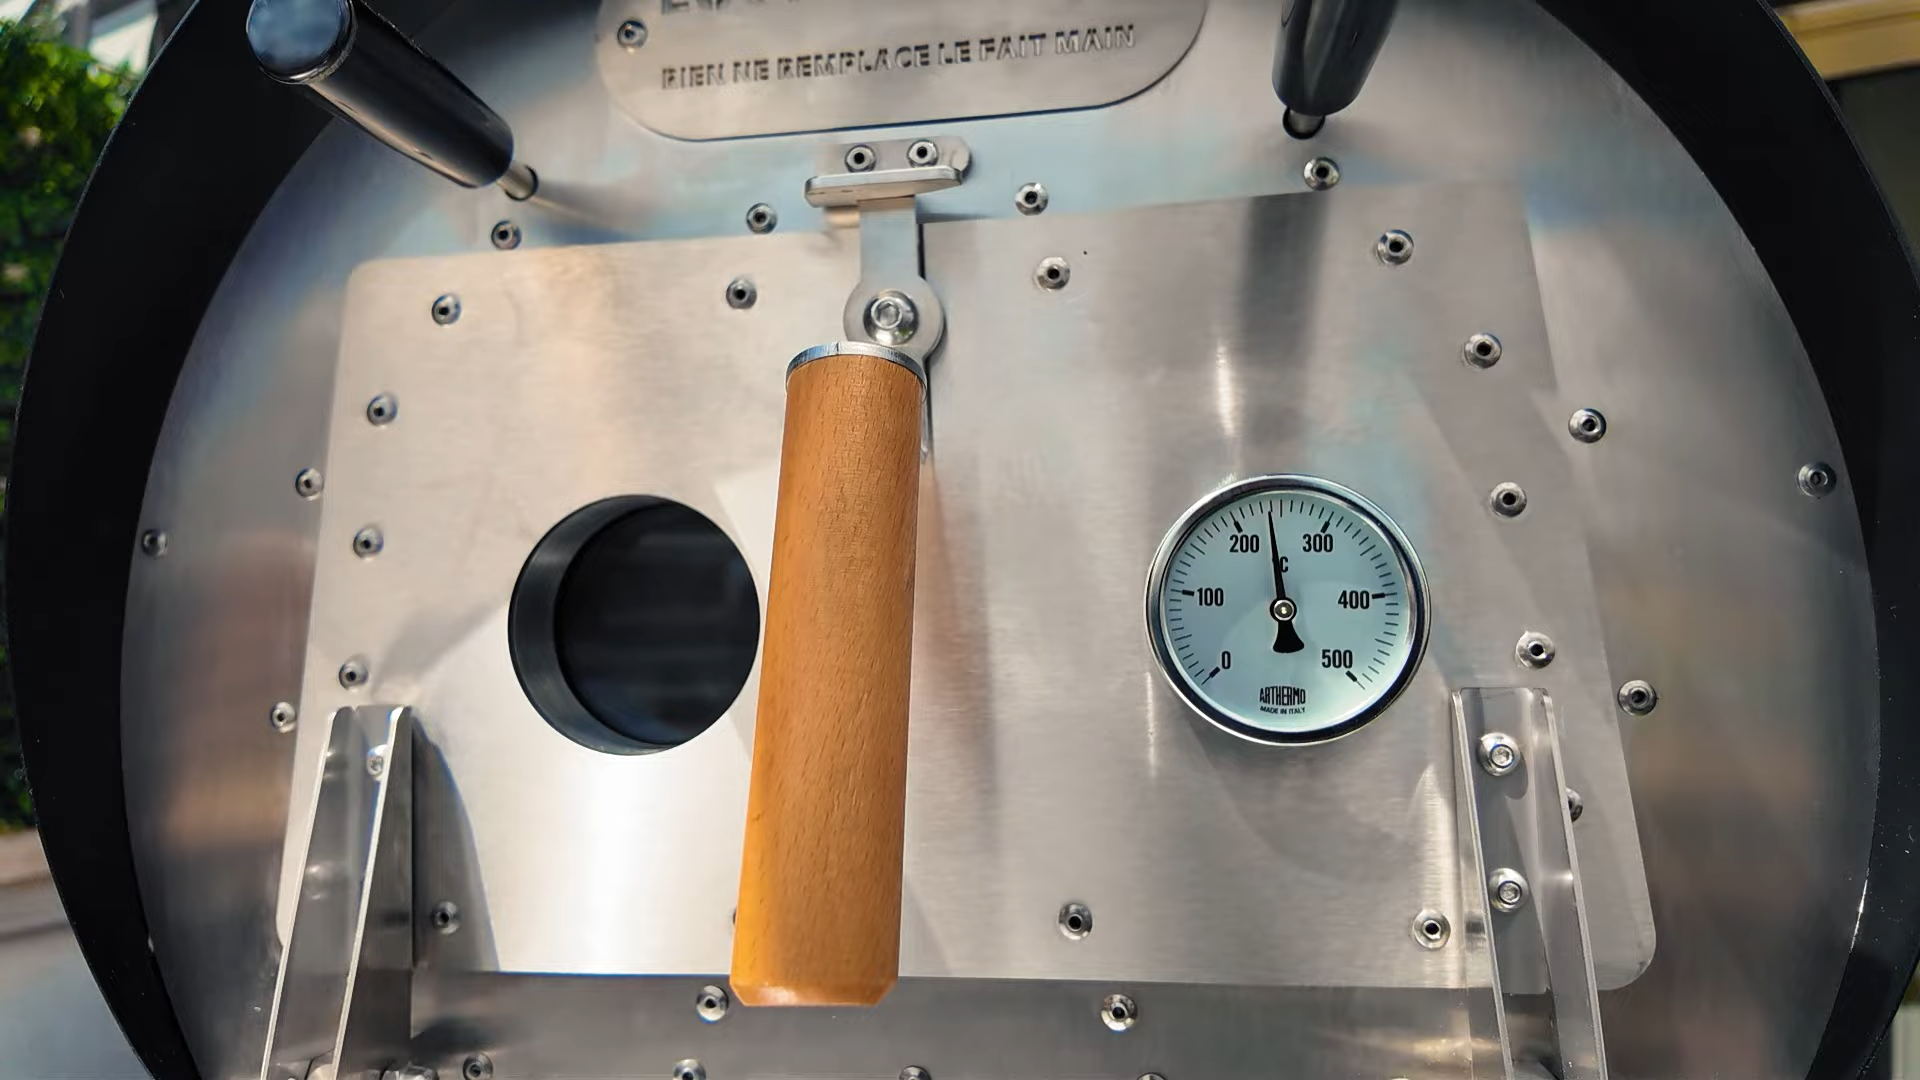 RIEN NE REMPLACE LE FAIT MAIN
200 300
°C
100 400
0 500
ARTHERMO
MADE IN ITALY